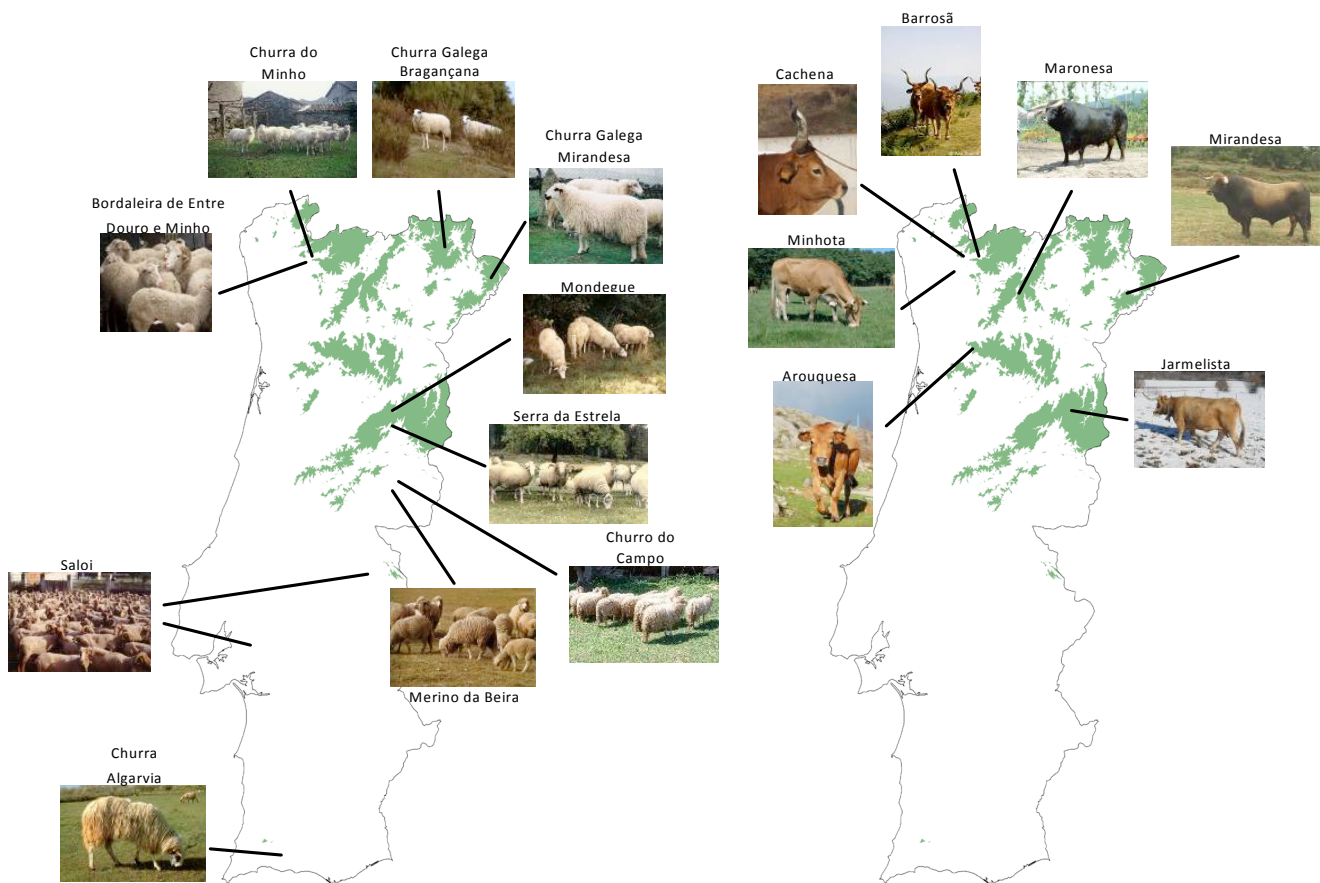 Churra do
Minho
Churra Galega
Bragançana
Churra Galega
Mirandesa
Bordaleira de Entre
Douro e Minho
Mondegue
Serra da Estrela
Churro do
Campo
Saloi
Merino da Beira
Churra
Algarvia
Barrosã
Cachena
Maronesa
Mirandesa
Minhota
Arouquesa
Jarmelista